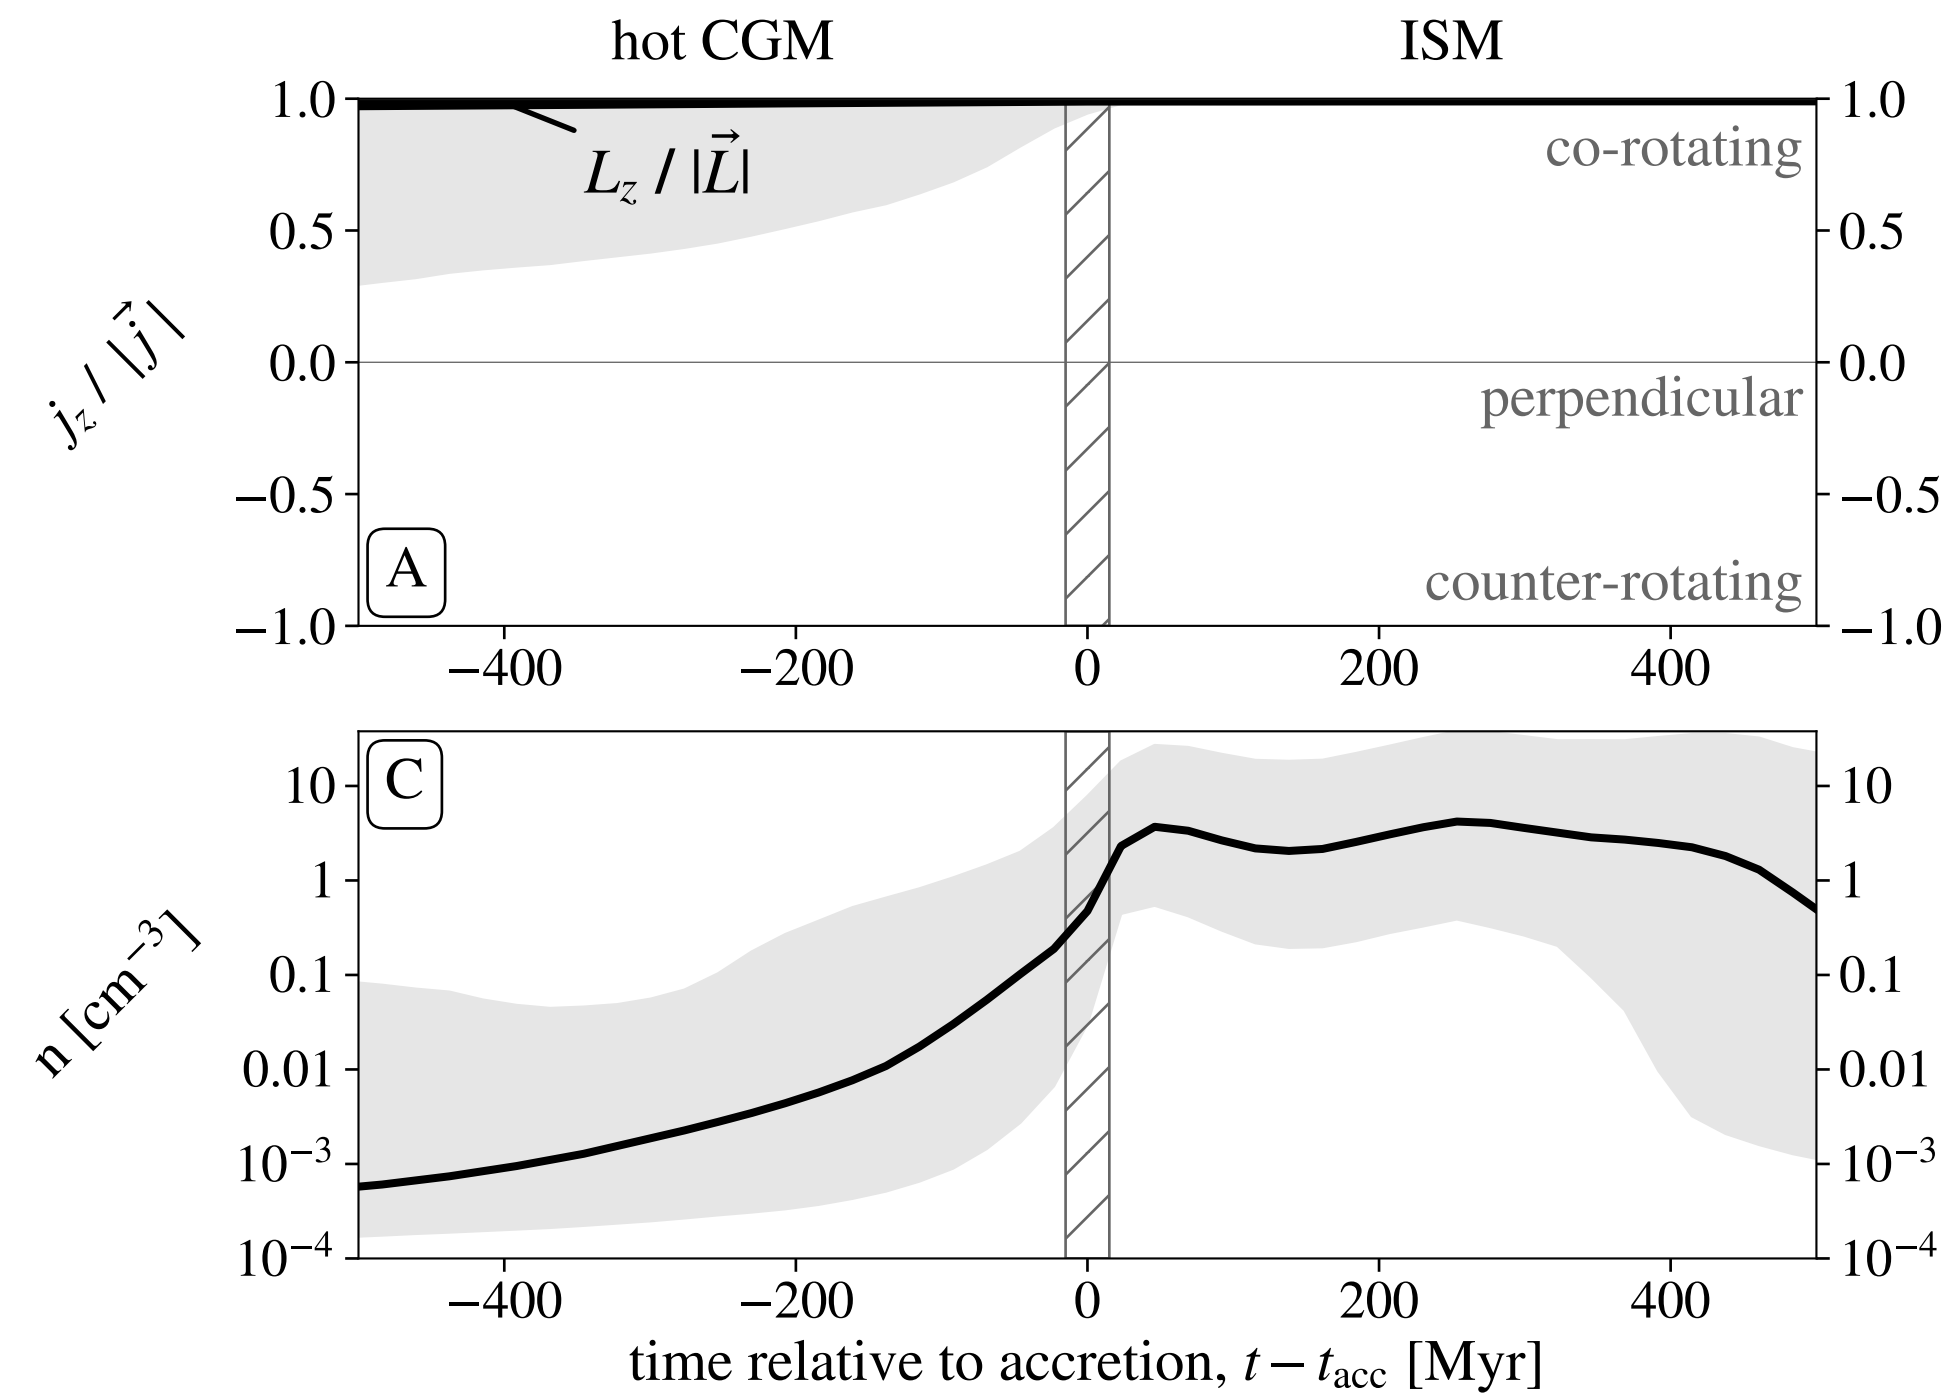 hot CGM ISM
1.0 1.0
co-rotating
L_z / |L⃗|
0.5 0.5
j_z / |j⃗|
0.0 0.0
perpendicular
−0.5 −0.5
A
counter-rotating
−1.0 −1.0
−400 −200 0 200 400
C
10 10
1 1
n [cm⁻³]
0.1 0.1
0.01 0.01
10⁻³ 10⁻³
10⁻⁴ 10⁻⁴
−400 −200 0 200 400
time relative to accretion, t − t_acc [Myr]